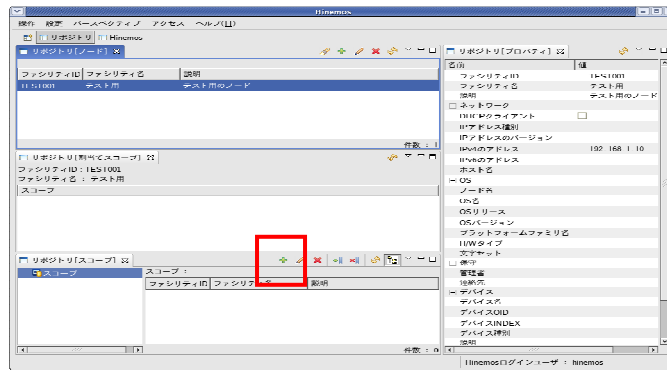 Hinemos
操作 設定 パースペクティブ アクセス ヘルプ(H)
リポジトリ Hinemos
リポジトリ[ノード]
ファシリティID ファシリティ名 説明
TEST001 テスト用 テスト用のノード
件数 : 1
リポジトリ[割当てスコープ]
ファシリティID : TEST001
ファシリティ名 : テスト用
スコープ
リポジトリ[スコープ]
スコープ
スコープ :
ファシリティID ファシリティ名 説明
件数 : 0
リポジトリ[プロパティ]
名前 値
ファシリティID TEST001
ファシリティ名 テスト用
説明 テスト用のノード
ネットワーク
DHCPクライアント
IPアドレス種別
IPアドレスのバージョン
IPv4のアドレス 192.168.1.10
IPv6のアドレス
ホスト名
OS
ノード名
OS名
OSリリース
OSバージョン
プラットフォームファミリ名
H/Wタイプ
文字セット
保守
管理者
連絡先
デバイス
デバイス名
デバイスOID
デバイスINDEX
デバイス種別
説明
Hinemosログインユーザ : hinemos